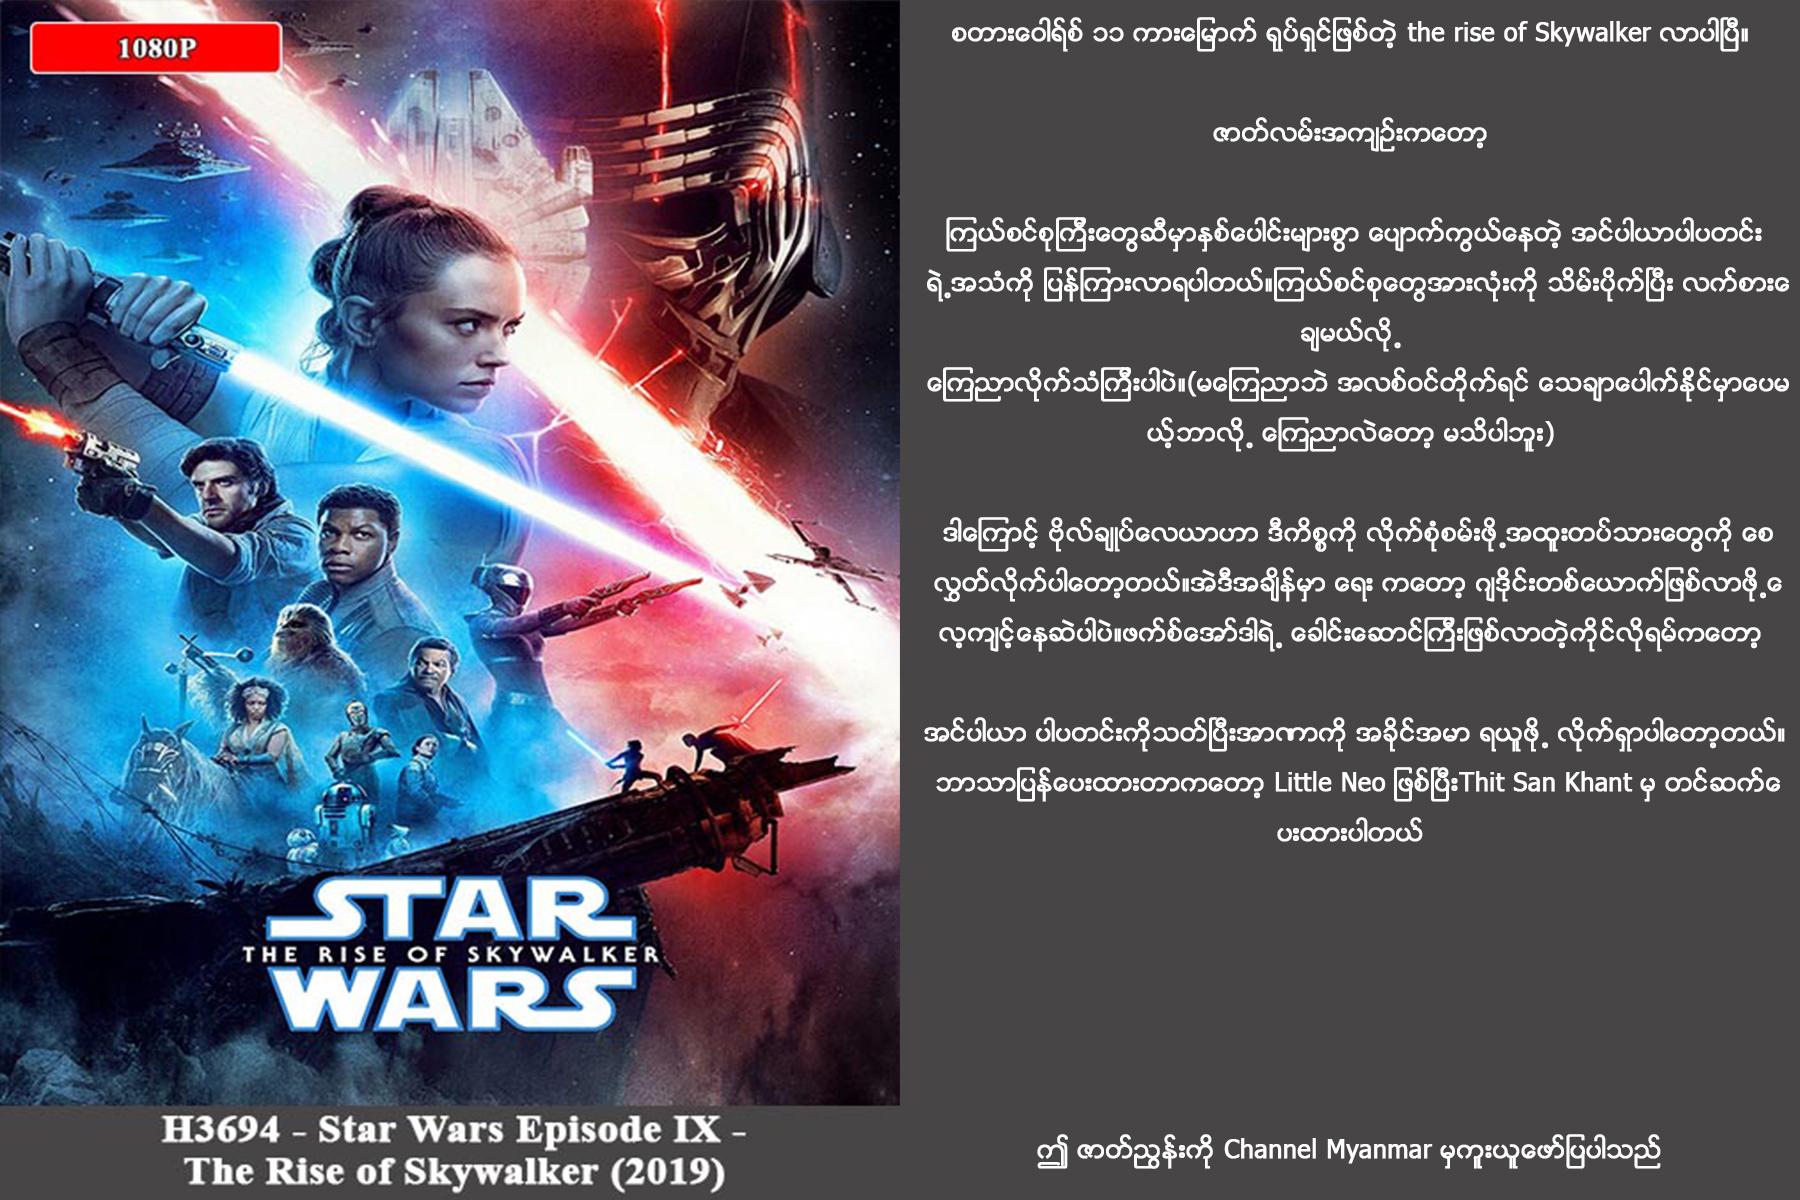 1080P
STAR
THE RISE OF SKYWALKER
WARS
H3694 - Star Wars Episode IX -
The Rise of Skywalker (2019)
စတားဝေါ်ရ်စ် ၁၁ ကားမြောက် ရုပ်ရှင်ဖြစ်တဲ့ the rise of Skywalker လာပါပြီ။
ဇာတ်လမ်းအကျဉ်းကတော့
ကြယ်စင်စုကြီးတွေဆီမှာနှစ်ပေါင်းများစွာ ပျောက်ကွယ်နေတဲ့ အင်ပါယာပါပတင်း
ရဲ့အသံကို ပြန်ကြားလာရပါတယ်။ကြယ်စင်စုတွေအားလုံးကို သိမ်းပိုက်ပြီး လက်စားေ
ချမယ်လို့
ကြေညာလိုက်သံကြီးပါပဲ။(မကြေညာဘဲ အလစ်ဝင်တိုက်ရင် သေချာပေါက်နိုင်မှာပေမ
ယ့်ဘာလို့ ကြေညာလဲတော့ မသိပါဘူး)
ဒါကြောင့် ဗိုလ်ချုပ်လေယာဟာ ဒီကိစ္စကို လိုက်စုံစမ်းဖို့အထူးတပ်သားတွေကို စေ
လွှတ်လိုက်ပါတော့တယ်။အဲဒီအချိန်မှာ ရေး ကတော့ ဂျဒိုင်းတစ်ယောက်ဖြစ်လာဖို့ေ
လ့ကျင့်နေဆဲပါပဲ။ဖက်စ်အော်ဒါရဲ့ ခေါင်းဆောင်ကြီးဖြစ်လာတဲ့ကိုင်လိုရမ်ကတော့
အင်ပါယာ ပါပတင်းကိုသတ်ပြီးအာဏာကို အခိုင်အမာ ရယူဖို့ လိုက်ရှာပါတော့တယ်။
ဘာသာပြန်ပေးထားတာကတော့ Little Neo ဖြစ်ပြီးThit San Khant မှ တင်ဆက်ေ
ပးထားပါတယ်
ဤ ဇာတ်ညွှန်းကို Channel Myanmar မှကူးယူဖော်ပြပါသည်